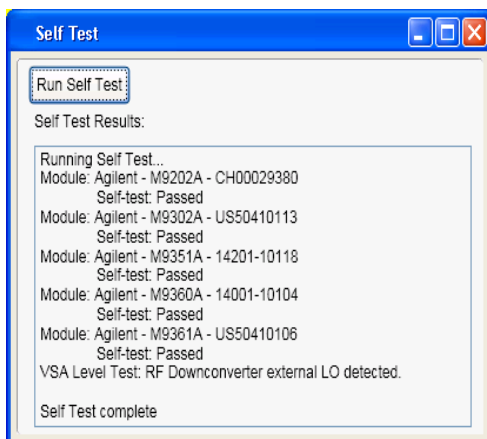 Self Test
Run Self Test
Self Test Results:
Running Self Test...
Module: Agilent - M9202A - CH00029380
Self-test: Passed
Module: Agilent - M9302A - US50410113
Self-test: Passed
Module: Agilent - M9351A - 14201-10118
Self-test: Passed
Module: Agilent - M9360A - 14001-10104
Self-test: Passed
Module: Agilent - M9361A - US50410106
Self-test: Passed
VSA Level Test: RF Downconverter external LO detected.
Self Test complete